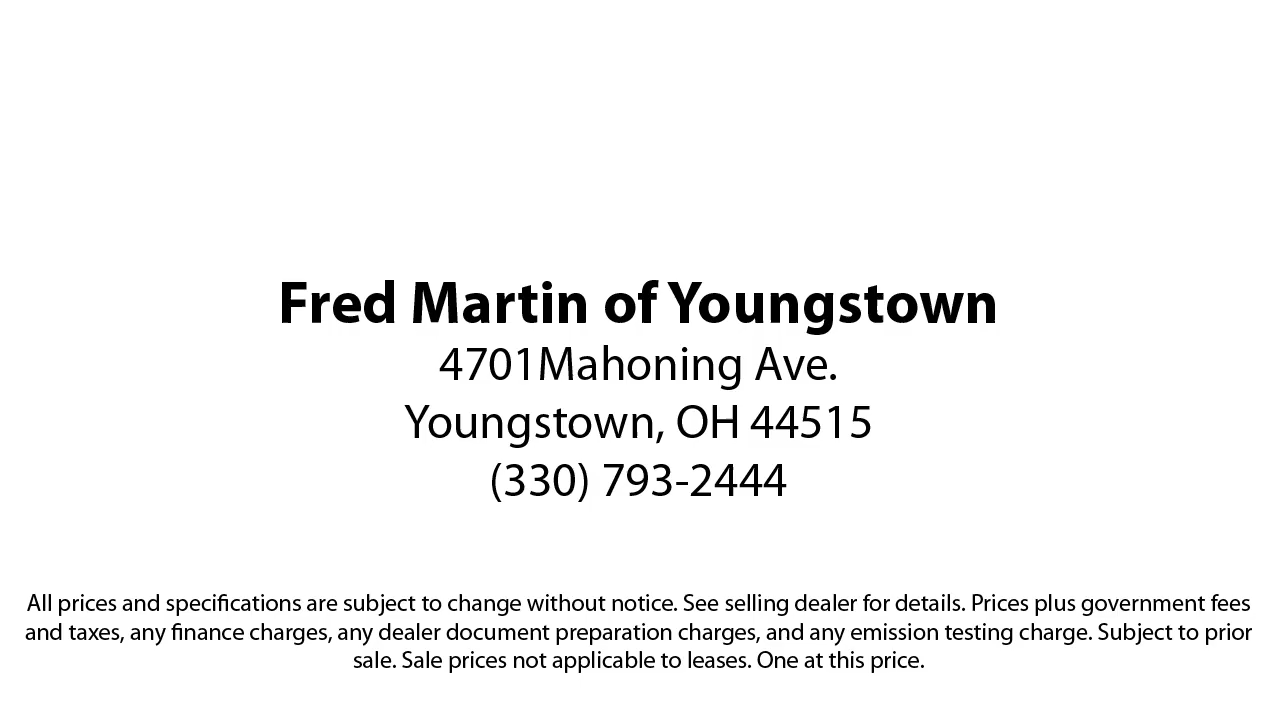 Fred Martin of Youngstown
4701Mahoning Ave.
Youngstown, OH 44515
(330) 793-2444
All prices and specifications are subject to change without notice. See selling dealer for details. Prices plus government fees
and taxes, any finance charges, any dealer document preparation charges, and any emission testing charge. Subject to prior
sale. Sale prices not applicable to leases. One at this price.